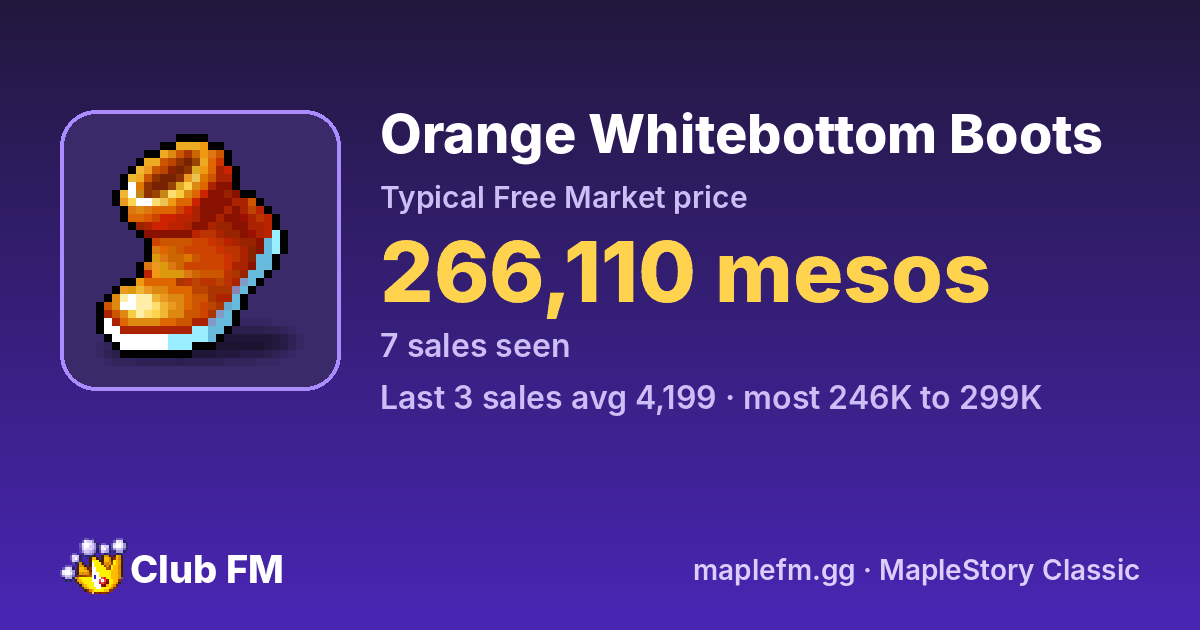 Orange Whitebottom Boots
Typical Free Market price
266,110 mesos
7 sales seen
Last 3 sales avg 4,199 · most 246K to 299K
Club FM
maplefm.gg · MapleStory Classic